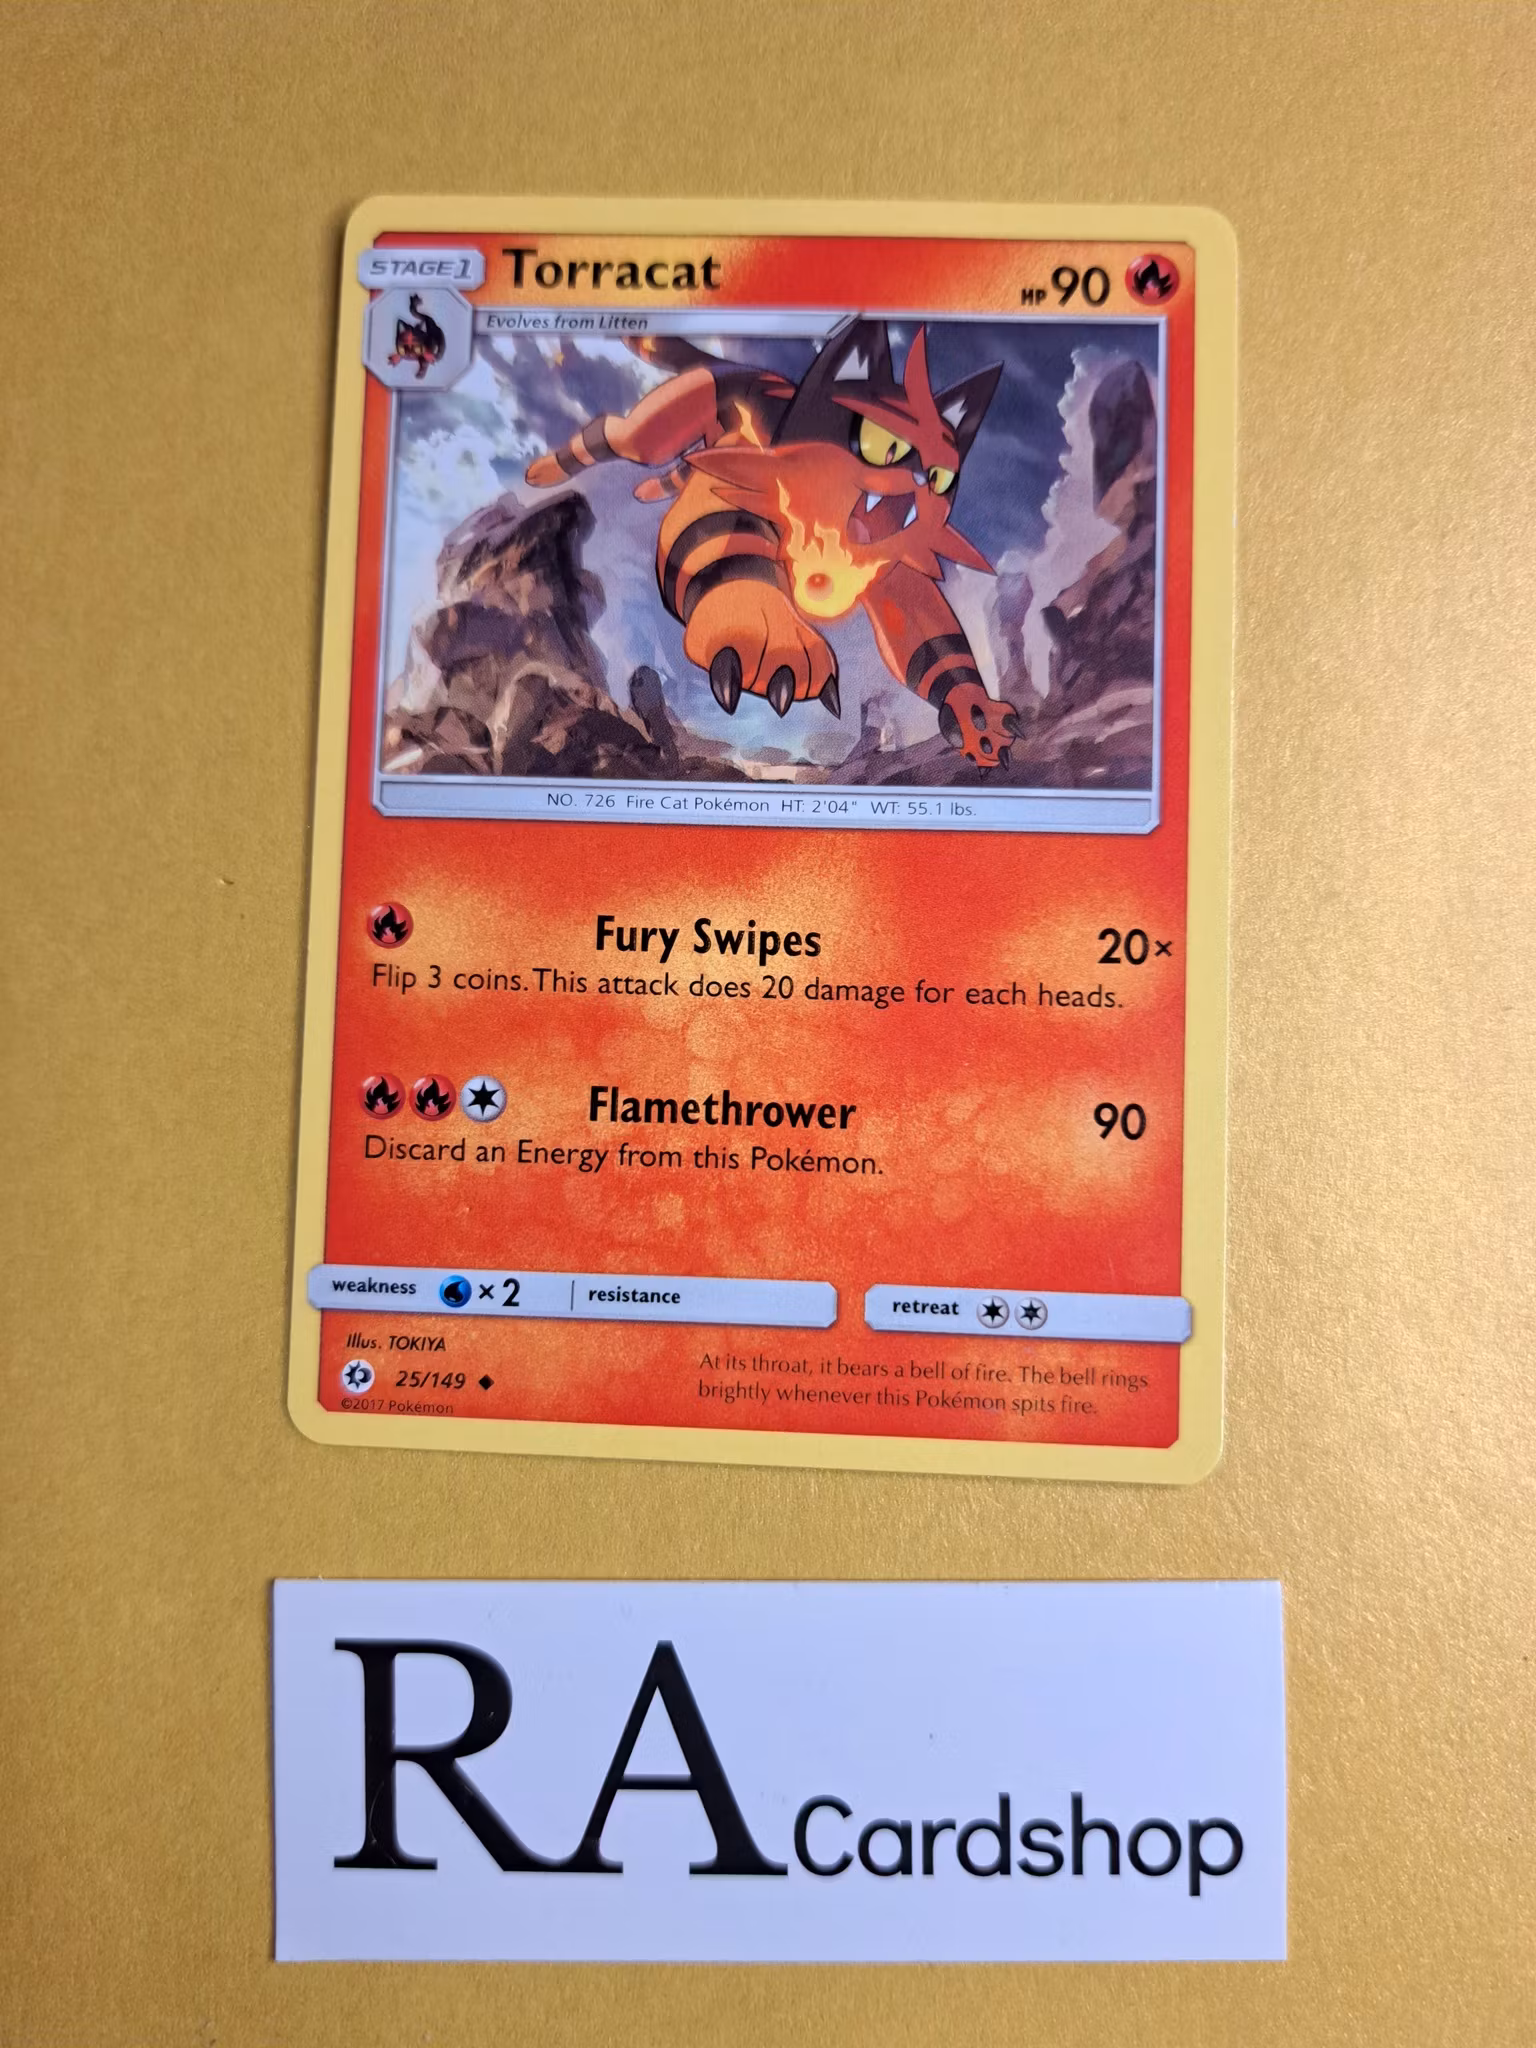 STAGE1
Torracat
HP 90
Evolves from Litten
NO. 726 Fire Cat Pokémon HT: 2'04" WT: 55.1 lbs.
Fury Swipes 20×
Flip 3 coins. This attack does 20 damage for each heads.
Flamethrower 90
Discard an Energy from this Pokémon.
weakness ×2 resistance retreat
Illus. TOKIYA
25/149
©2017 Pokémon
At its throat, it bears a bell of fire. The bell rings
brightly whenever this Pokémon spits fire.
RA Cardshop